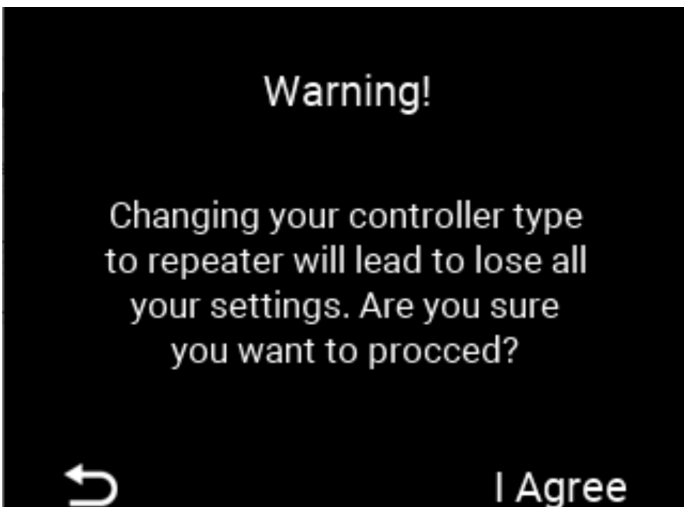 Warning!
Changing your controller type
to repeater will lead to lose all
your settings. Are you sure
you want to procced?
I Agree